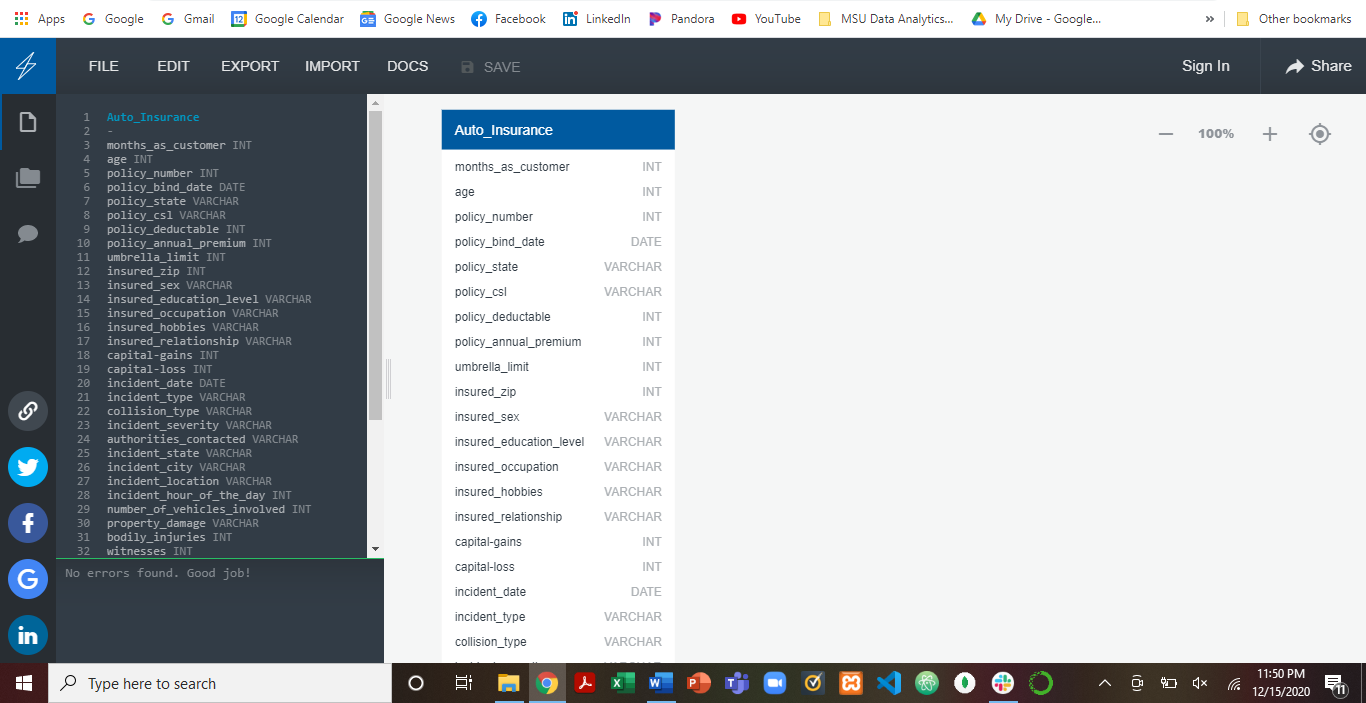 Apps Google Gmail 12 Google Calendar Google News Facebook LinkedIn Pandora YouTube MSU Data Analytics... My Drive - Google... » Other bookmarks
FILE EDIT EXPORT IMPORT DOCS SAVE Sign In Share
1 Auto_Insurance
2 -
3 months_as_customer INT
4 age INT
5 policy_number INT
6 policy_bind_date DATE
7 policy_state VARCHAR
8 policy_csl VARCHAR
9 policy_deductable INT
10 policy_annual_premium INT
11 umbrella_limit INT
12 insured_zip INT
13 insured_sex VARCHAR
14 insured_education_level VARCHAR
15 insured_occupation VARCHAR
16 insured_hobbies VARCHAR
17 insured_relationship VARCHAR
18 capital-gains INT
19 capital-loss INT
20 incident_date DATE
21 incident_type VARCHAR
22 collision_type VARCHAR
23 incident_severity VARCHAR
24 authorities_contacted VARCHAR
25 incident_state VARCHAR
26 incident_city VARCHAR
27 incident_location VARCHAR
28 incident_hour_of_the_day INT
29 number_of_vehicles_involved INT
30 property_damage VARCHAR
31 bodily_injuries INT
32 witnesses INT
No errors found. Good job!
Auto_Insurance
months_as_customer INT
age INT
policy_number INT
policy_bind_date DATE
policy_state VARCHAR
policy_csl VARCHAR
policy_deductable INT
policy_annual_premium INT
umbrella_limit INT
insured_zip INT
insured_sex VARCHAR
insured_education_level VARCHAR
insured_occupation VARCHAR
insured_hobbies VARCHAR
insured_relationship VARCHAR
capital-gains INT
capital-loss INT
incident_date DATE
incident_type VARCHAR
collision_type VARCHAR
100%
Type here to search
11:50 PM
12/15/2020
11